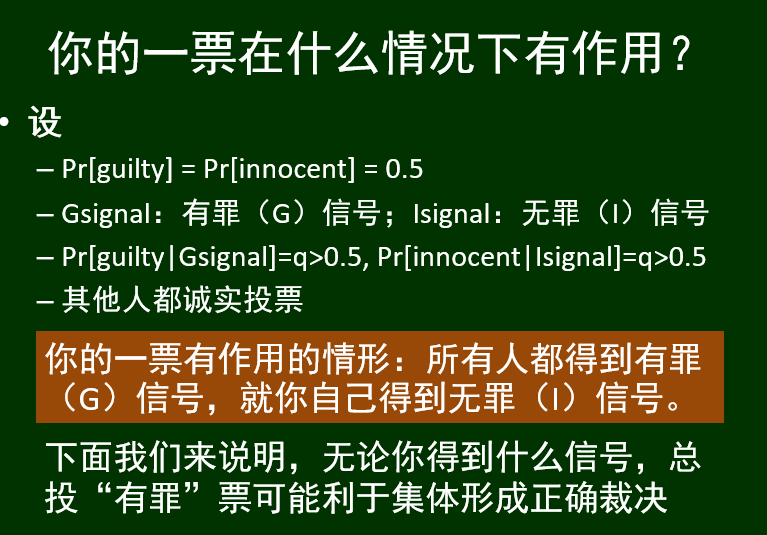 你的一票在什么情况下有作用？
• 设
– Pr[guilty] = Pr[innocent] = 0.5
– Gsignal：有罪（G）信号；Isignal：无罪（I）信号
– Pr[guilty|Gsignal]=q>0.5, Pr[innocent|Isignal]=q>0.5
– 其他人都诚实投票
你的一票有作用的情形：所有人都得到有罪
（G）信号，就你自己得到无罪（I）信号。
下面我们来说明，无论你得到什么信号，总
投“有罪”票可能利于集体形成正确裁决